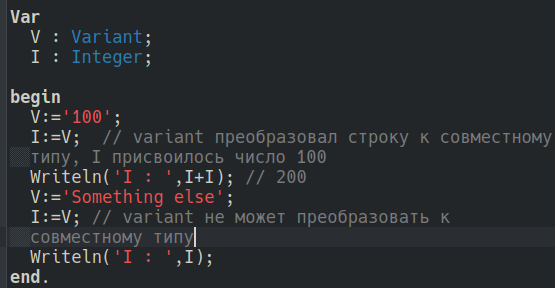 Var
V : Variant;
I : Integer;
begin
V:='100';
I:=V;  // variant преобразовал строку к совместному
типу, I присвоилось число 100
Writeln('I : ',I+I); // 200
V:='Something else';
I:=V; // variant не может преобразовать к
совместному типу
Writeln('I : ',I);
end.